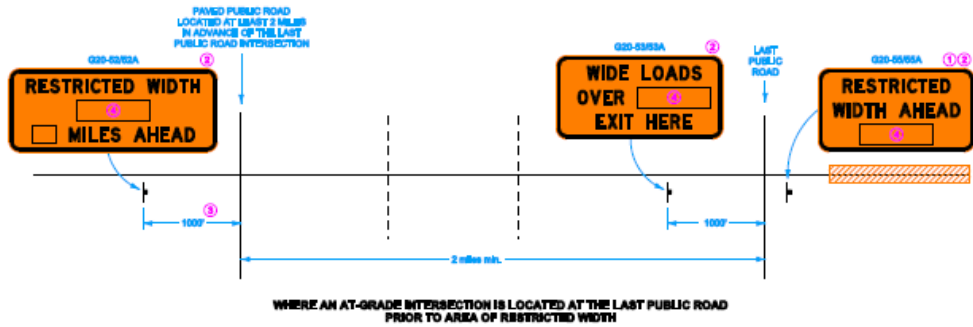 PAVED PUBLIC ROAD
LOCATED AT LEAST 2 MILES
IN ADVANCE OF THE LAST
PUBLIC ROAD INTERSECTION
G20-52/52A
②
RESTRICTED WIDTH
④
MILES AHEAD
G20-53/53A
②
WIDE LOADS
OVER ④
EXIT HERE
LAST
PUBLIC
ROAD
G20-55/55A
① ②
RESTRICTED
WIDTH AHEAD
④
③
1000'
1000'
2 miles min.
WHERE AN AT-GRADE INTERSECTION IS LOCATED AT THE LAST PUBLIC ROAD
PRIOR TO AREA OF RESTRICTED WIDTH